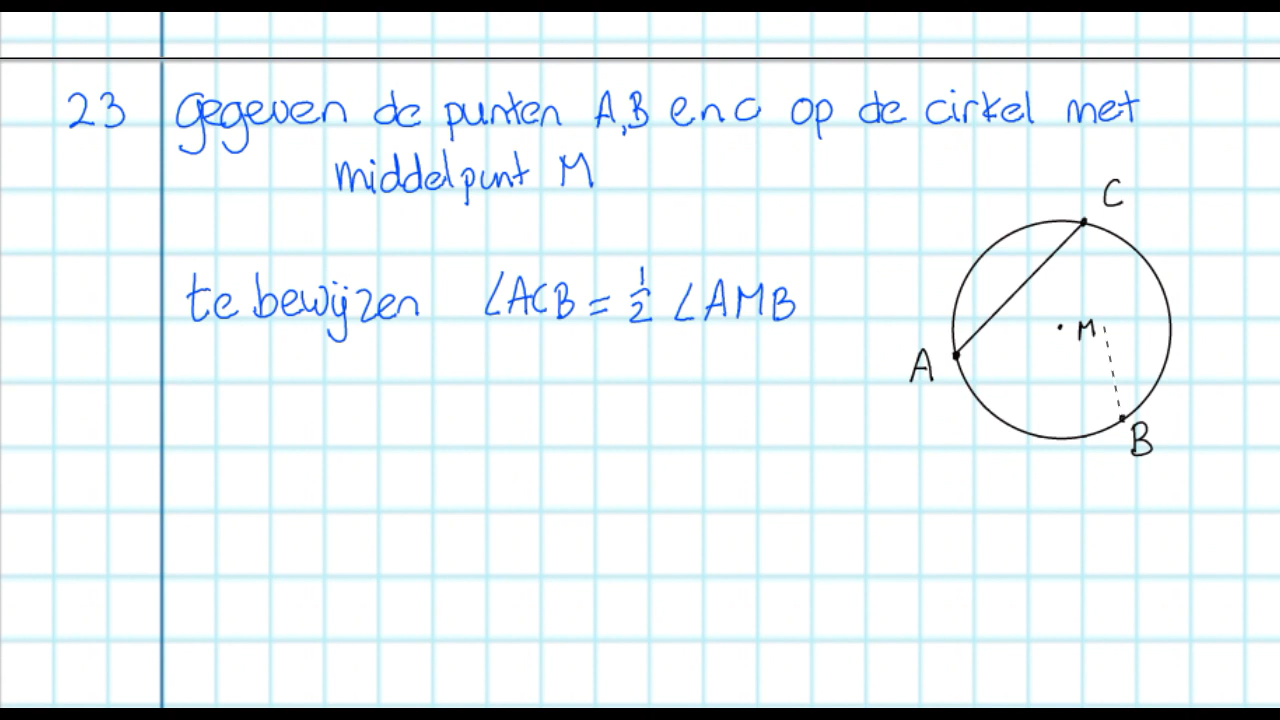 23 gegeven de punten A, B en C op de cirkel met
middelpunt M
te bewijzen ∠ACB = 1/2 ∠AMB
C
M
A
B